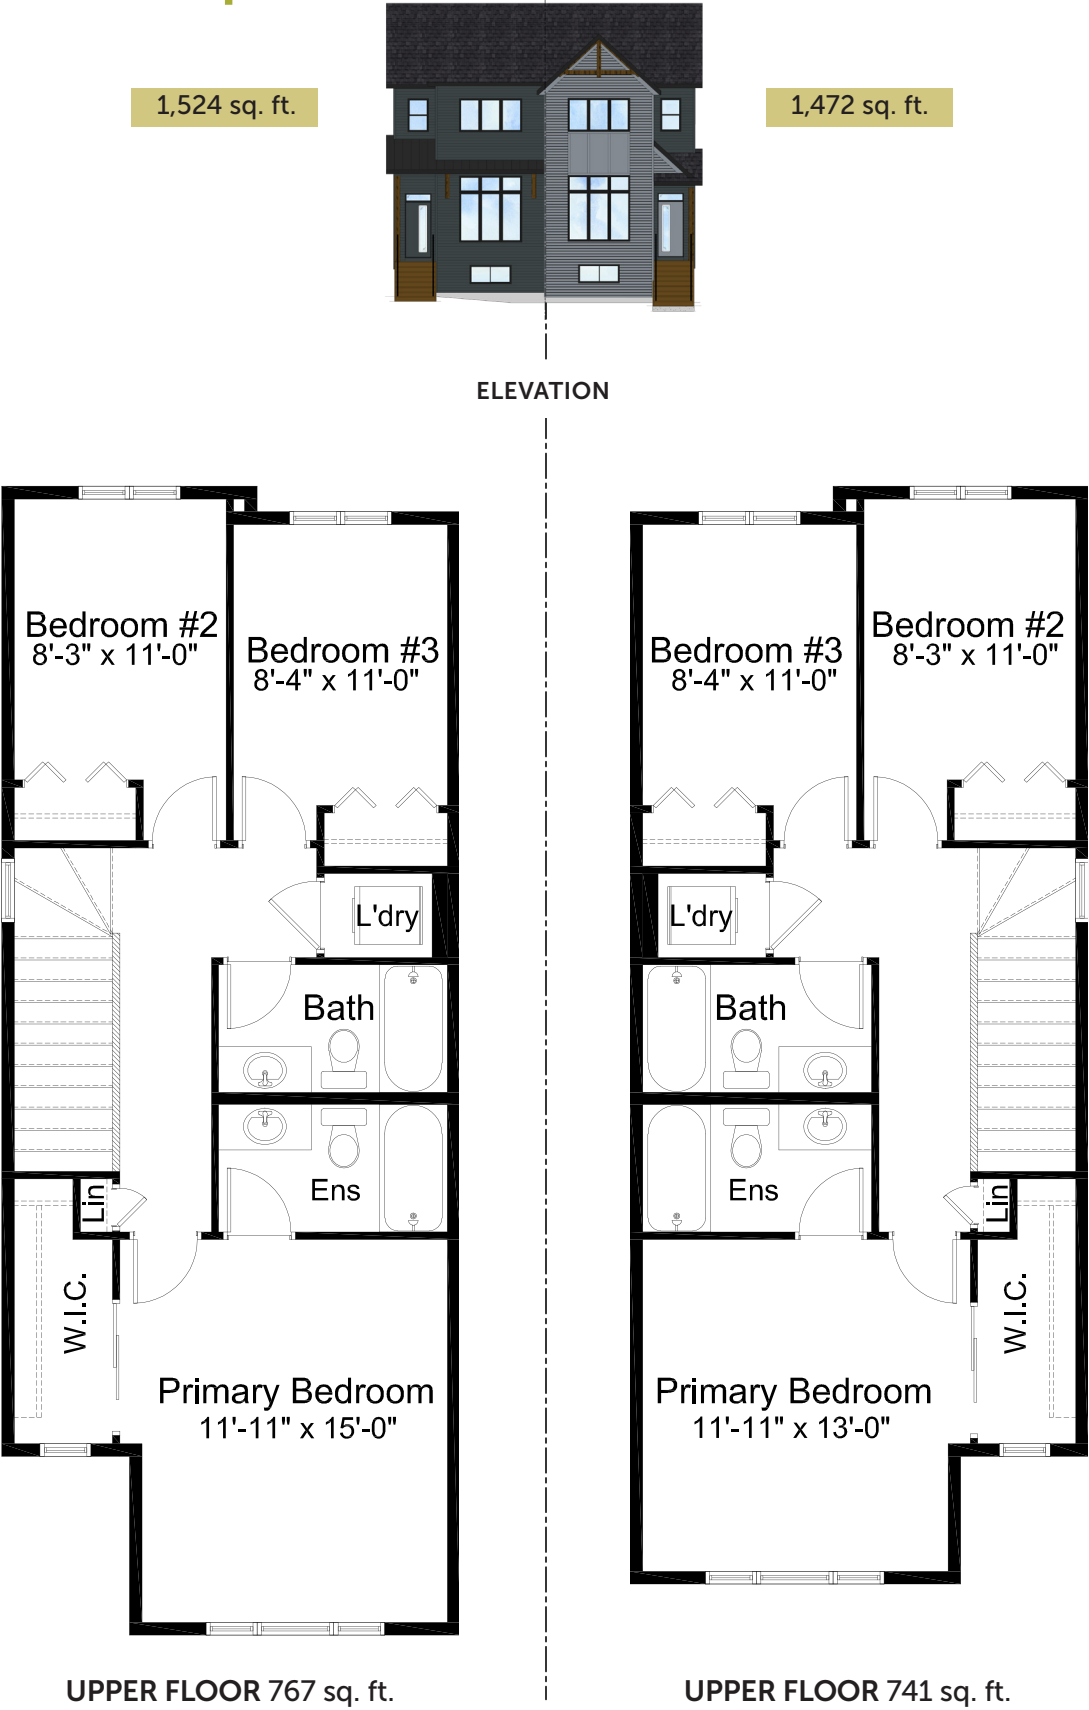 1,524 sq. ft.
1,472 sq. ft.
ELEVATION
Bedroom #2
8'-3" x 11'-0"
Bedroom #3
8'-4" x 11'-0"
L'dry
Bath
Ens
Lin
W.I.C.
Primary Bedroom
11'-11" x 15'-0"
UPPER FLOOR 767 sq. ft.
Bedroom #3
8'-4" x 11'-0"
Bedroom #2
8'-3" x 11'-0"
L'dry
Bath
Ens
Lin
W.I.C.
Primary Bedroom
11'-11" x 13'-0"
UPPER FLOOR 741 sq. ft.